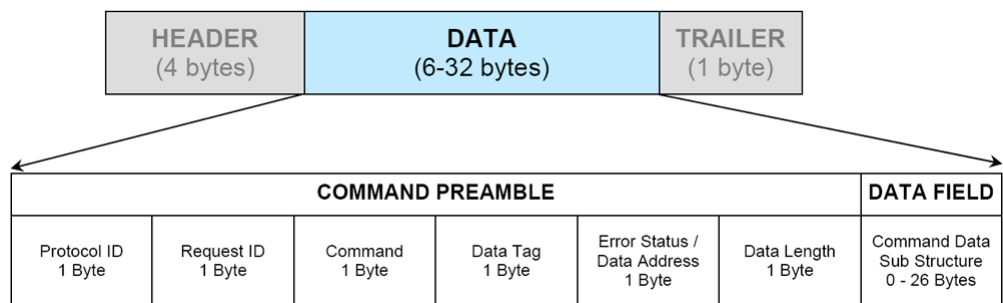 HEADER
(4 bytes)
DATA
(6-32 bytes)
TRAILER
(1 byte)
COMMAND PREAMBLE
DATA FIELD
Protocol ID
1 Byte
Request ID
1 Byte
Command
1 Byte
Data Tag
1 Byte
Error Status /
Data Address
1 Byte
Data Length
1 Byte
Command Data
Sub Structure
0 - 26 Bytes